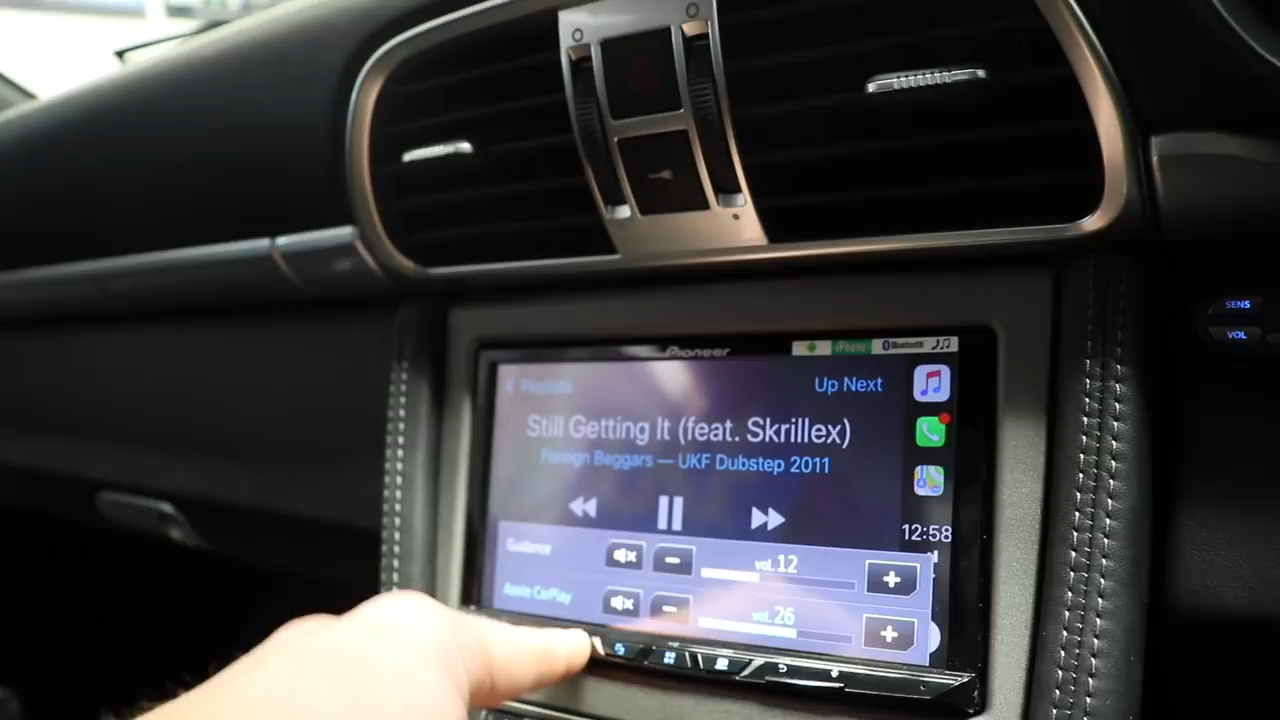 SENS
VOL
Pioneer
iPhone Bluetooth
Playlists
Up Next
Still Getting It (feat. Skrillex)
Foreign Beggars — UKF Dubstep 2011
12:58
Guidance
vol.12
Apple CarPlay
vol.26